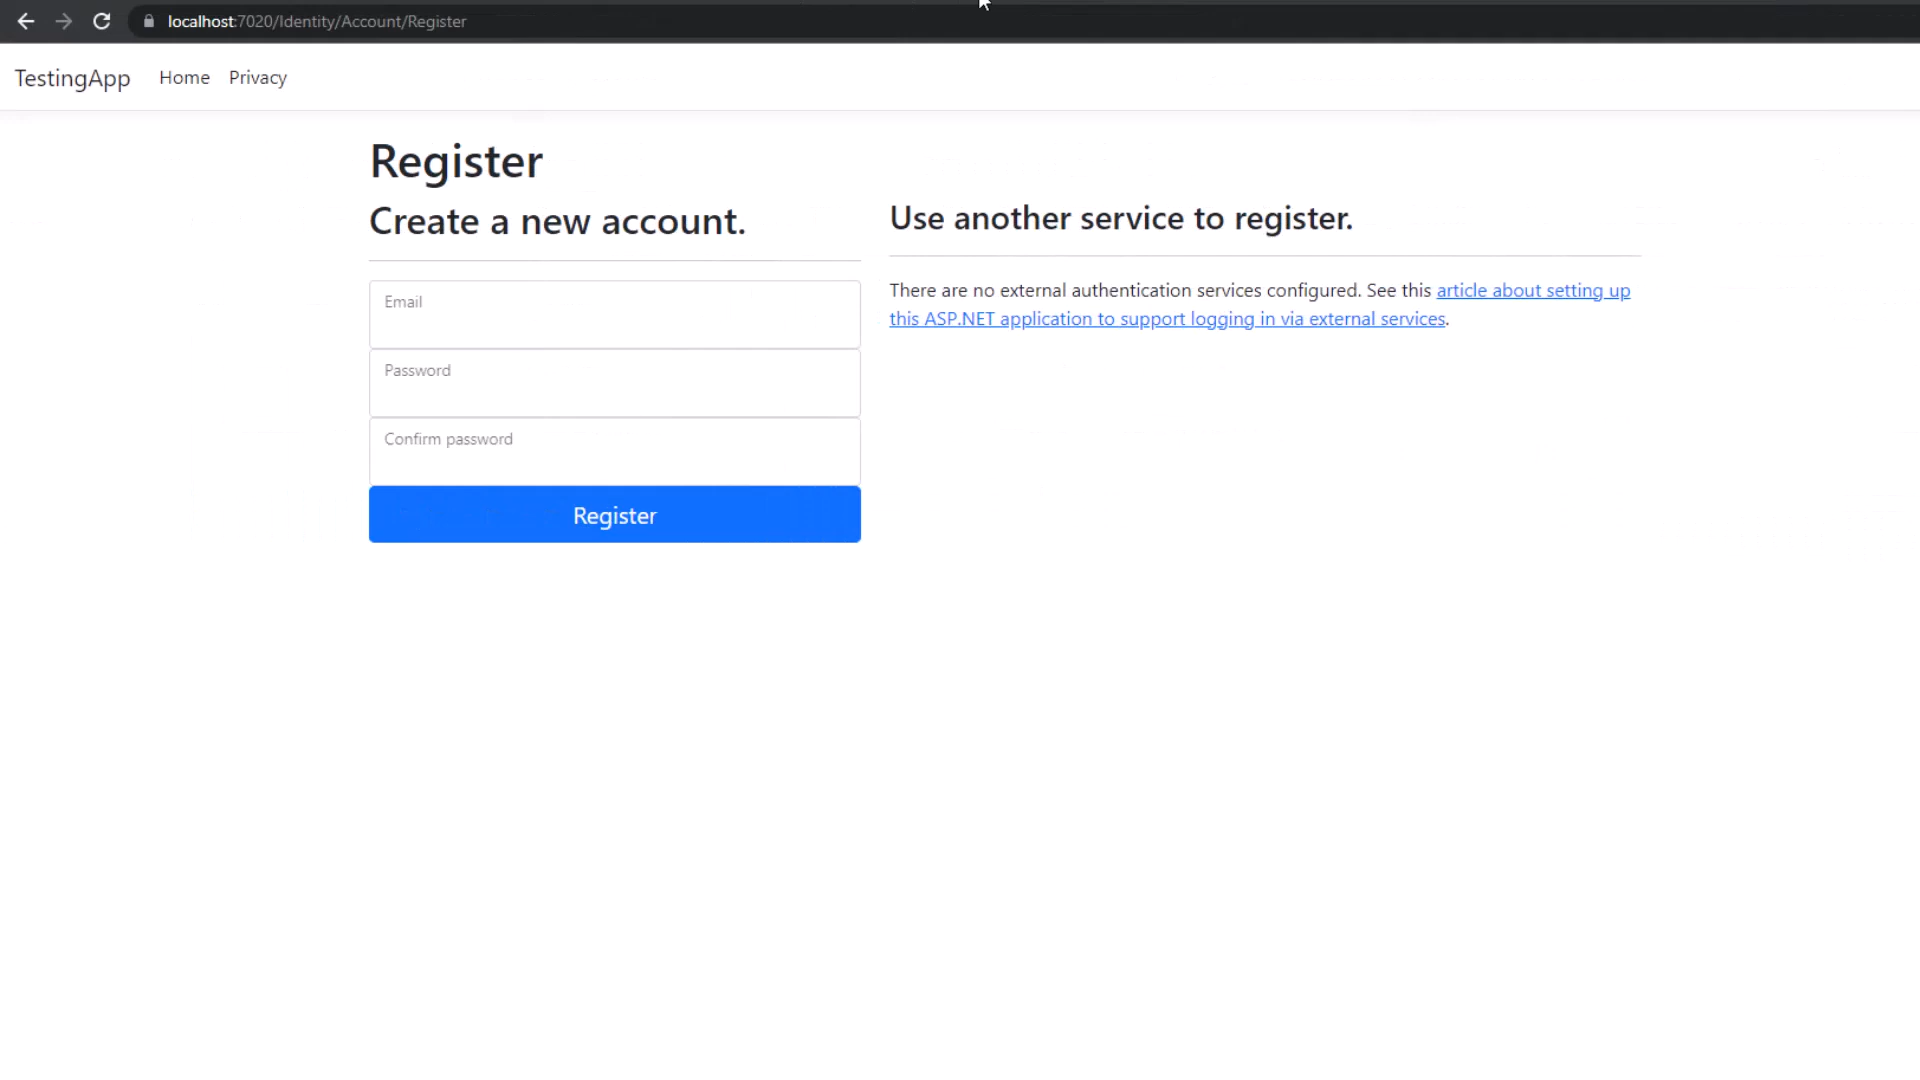 localhost:7020/Identity/Account/Register
TestingApp Home Privacy
Register
Create a new account.
Email
Password
Confirm password
Register
Use another service to register.
There are no external authentication services configured. See this article about setting up
this ASP.NET application to support logging in via external services.